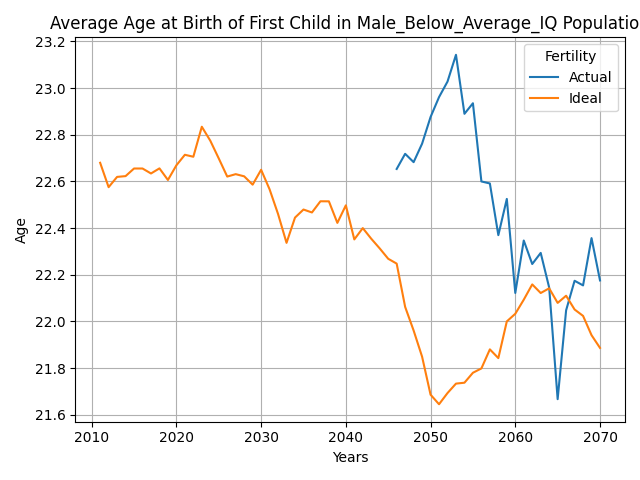 Average Age at Birth of First Child in Male_Below_Average_IQ Populatio
23.2
23.0
22.8
22.6
22.4
22.2
22.0
21.8
21.6
Age
Fertility
Actual
Ideal
2010 2020 2030 2040 2050 2060 2070
Years